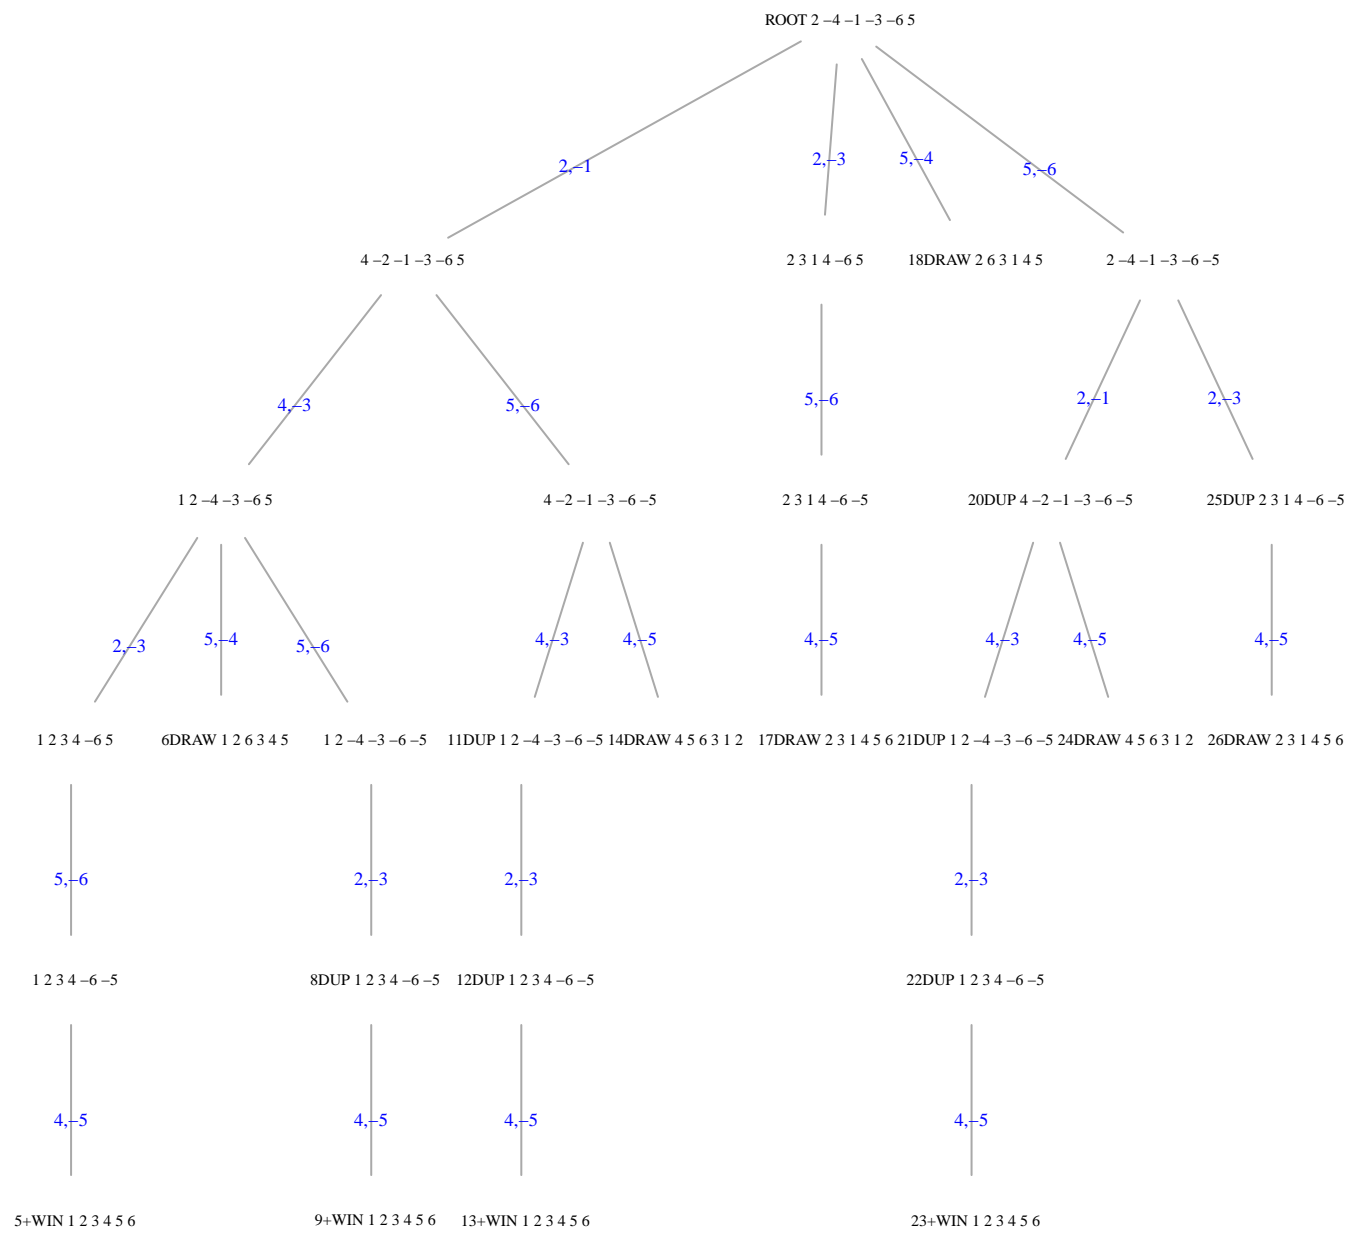 ROOT 2 –4 –1 –3 –6 5
2,–1
2,–3
5,–4
5,–6
4 –2 –1 –3 –6 5
2 3 1 4 –6 5
18DRAW 2 6 3 1 4 5
2 –4 –1 –3 –6 –5
4,–3
5,–6
5,–6
2,–1
2,–3
1 2 –4 –3 –6 5
4 –2 –1 –3 –6 –5
2 3 1 4 –6 –5
20DUP 4 –2 –1 –3 –6 –5
25DUP 2 3 1 4 –6 –5
2,–3
5,–4
5,–6
4,–3
4,–5
4,–5
4,–3
4,–5
4,–5
1 2 3 4 –6 5
6DRAW 1 2 6 3 4 5
1 2 –4 –3 –6 –5
11DUP 1 2 –4 –3 –6 –5
14DRAW 4 5 6 3 1 2
17DRAW 2 3 1 4 5 6
21DUP 1 2 –4 –3 –6 –5
24DRAW 4 5 6 3 1 2
26DRAW 2 3 1 4 5 6
5,–6
2,–3
2,–3
2,–3
1 2 3 4 –6 –5
8DUP 1 2 3 4 –6 –5
12DUP 1 2 3 4 –6 –5
22DUP 1 2 3 4 –6 –5
4,–5
4,–5
4,–5
4,–5
5+WIN 1 2 3 4 5 6
9+WIN 1 2 3 4 5 6
13+WIN 1 2 3 4 5 6
23+WIN 1 2 3 4 5 6